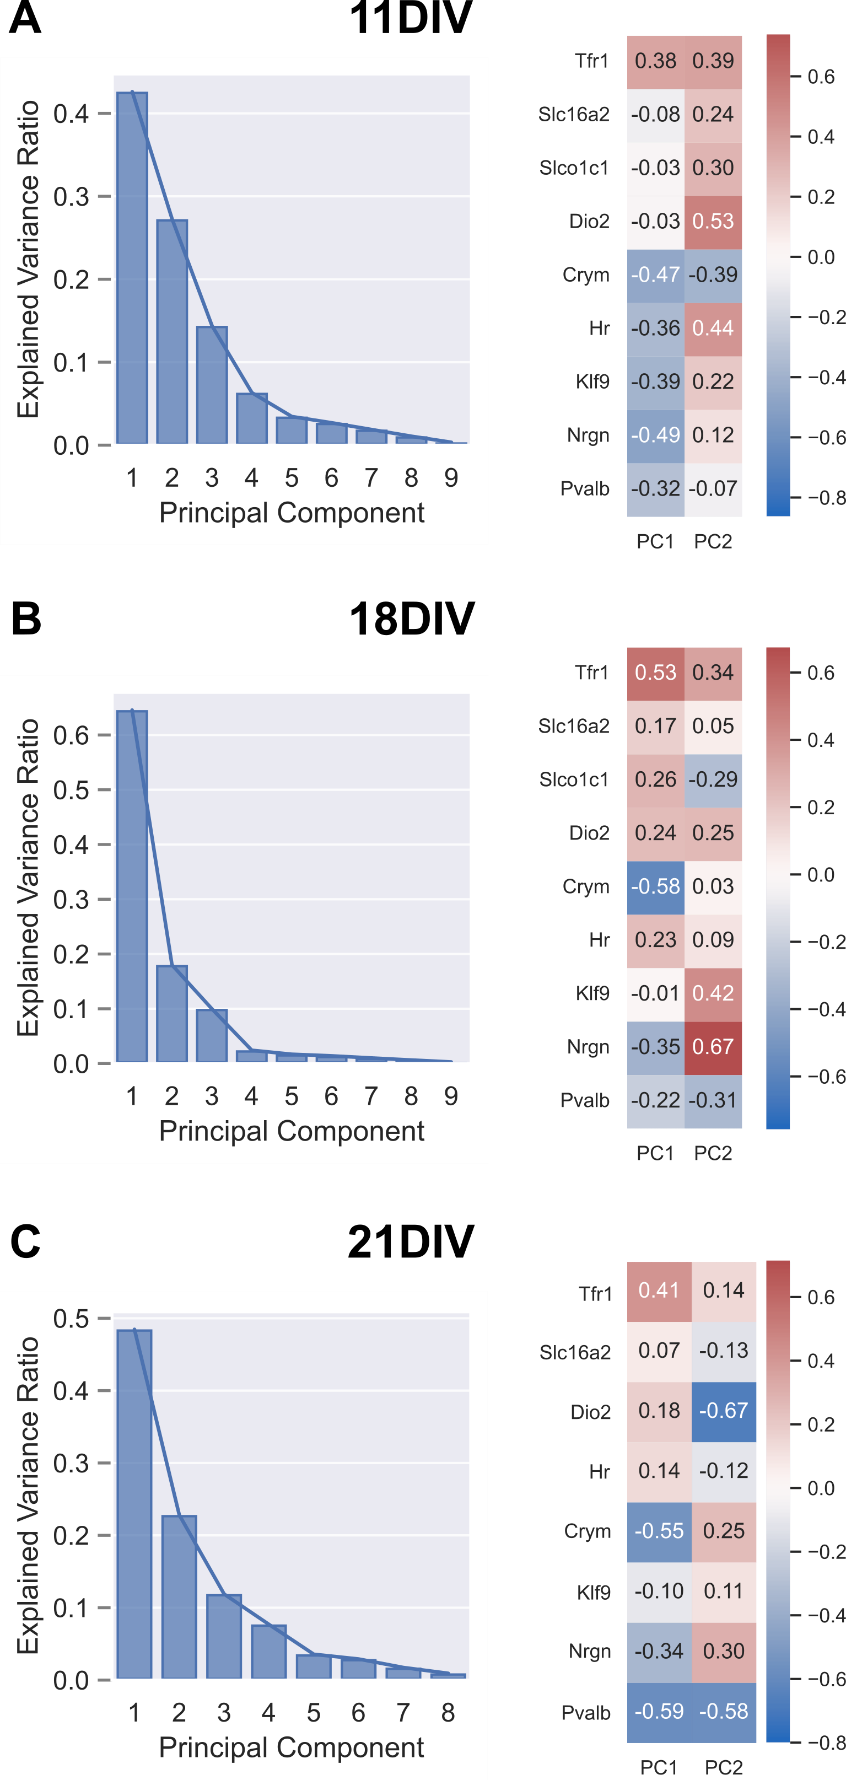 A 11DIV
Explained Variance Ratio
0.4
0.3
0.2
0.1
0.0
1 2 3 4 5 6 7 8 9
Principal Component
Tfr1 0.38 0.39
Slc16a2 -0.08 0.24
Slco1c1 -0.03 0.30
Dio2 -0.03 0.53
Crym -0.47 -0.39
Hr -0.36 0.44
Klf9 -0.39 0.22
Nrgn -0.49 0.12
Pvalb -0.32 -0.07
PC1 PC2
0.6
0.4
0.2
0.0
−0.2
−0.4
−0.6
−0.8
B 18DIV
Explained Variance Ratio
0.6
0.5
0.4
0.3
0.2
0.1
0.0
1 2 3 4 5 6 7 8 9
Principal Component
Tfr1 0.53 0.34
Slc16a2 0.17 0.05
Slco1c1 0.26 -0.29
Dio2 0.24 0.25
Crym -0.58 0.03
Hr 0.23 0.09
Klf9 -0.01 0.42
Nrgn -0.35 0.67
Pvalb -0.22 -0.31
PC1 PC2
0.6
0.4
0.2
0.0
−0.2
−0.4
−0.6
C 21DIV
Explained Variance Ratio
0.5
0.4
0.3
0.2
0.1
0.0
1 2 3 4 5 6 7 8
Principal Component
Tfr1 0.41 0.14
Slc16a2 0.07 -0.13
Dio2 0.18 -0.67
Hr 0.14 -0.12
Crym -0.55 0.25
Klf9 -0.10 0.11
Nrgn -0.34 0.30
Pvalb -0.59 -0.58
PC1 PC2
0.6
0.4
0.2
0.0
−0.2
−0.4
−0.6
−0.8